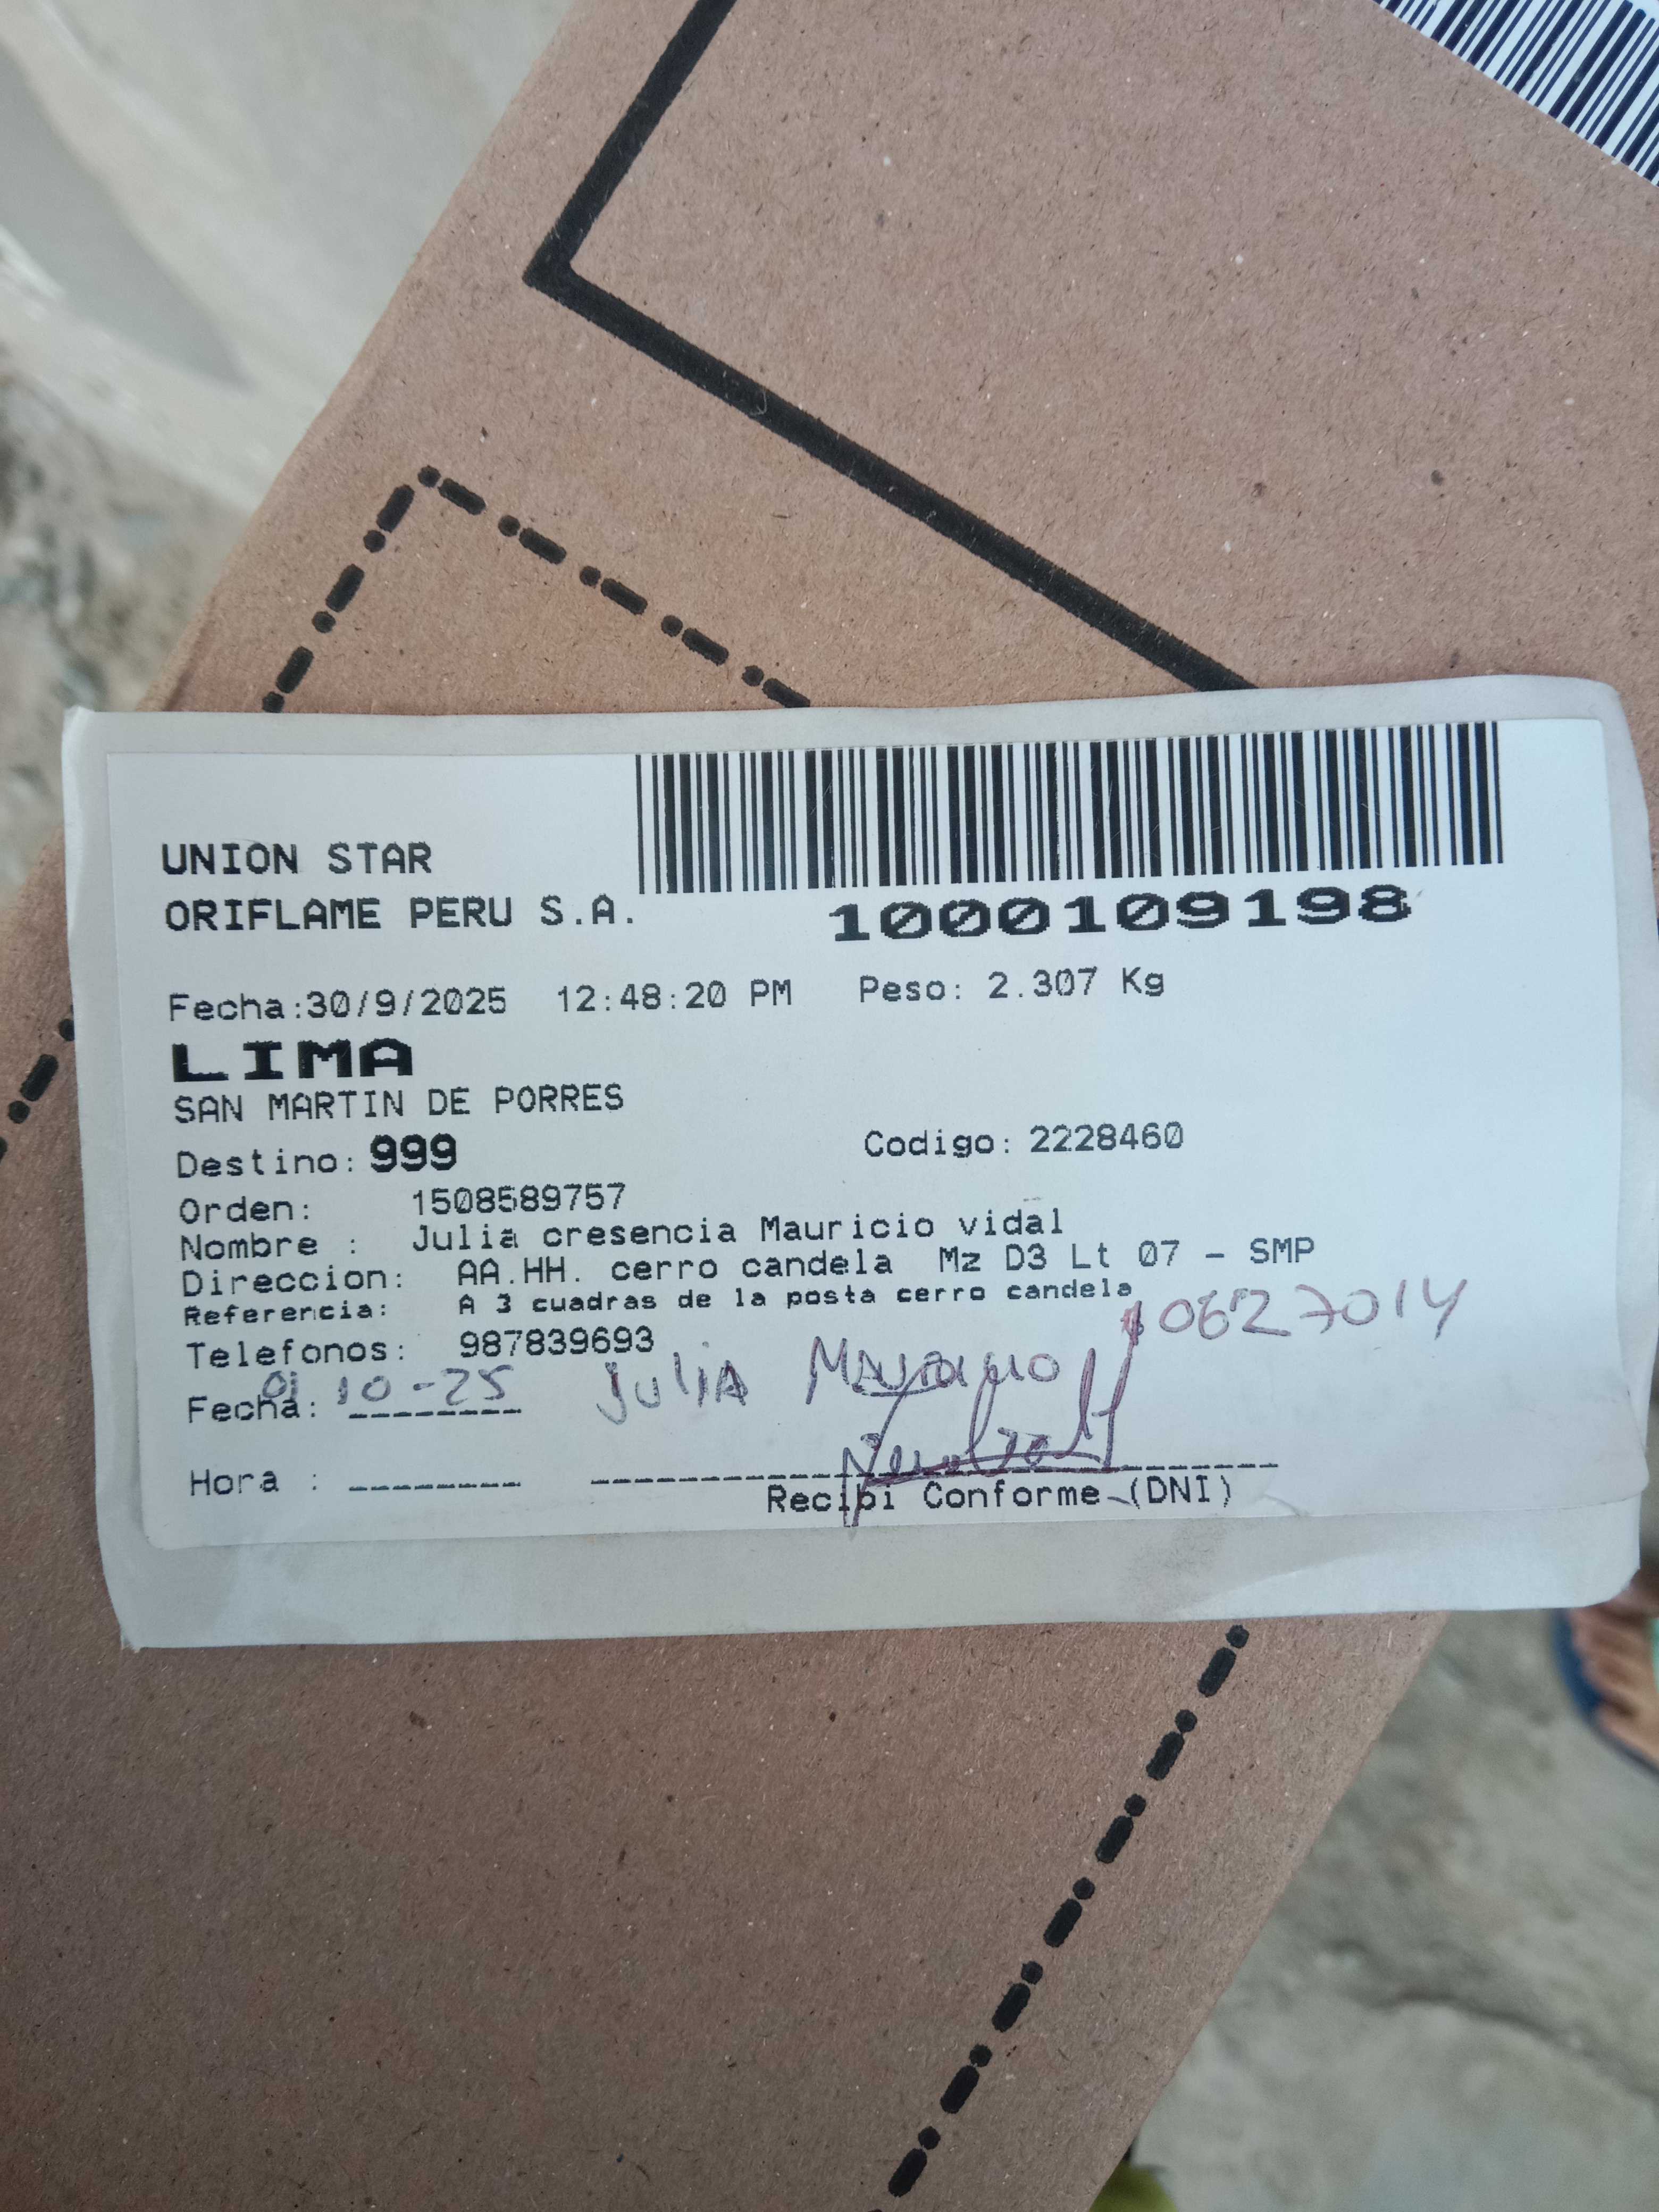 UNION STAR
ORIFLAME PERU S.A.
1000109198
Fecha:30/9/2025 12:48:20 PM Peso: 2.307 Kg
LIMA
SAN MARTIN DE PORRES
Destino: 999 Codigo: 2228460
Orden: 1508589757
Nombre : Julia cresencia Mauricio vidal
Direccion: AA.HH. cerro candela Mz D3 Lt 07 - SMP
Referencia: A 3 cuadras de la posta cerro candela
Telefonos: 987839693
10627014
Fecha: 01 10-25 JULIA Mauricio
Hora :
Recibi Conforme (DNI)